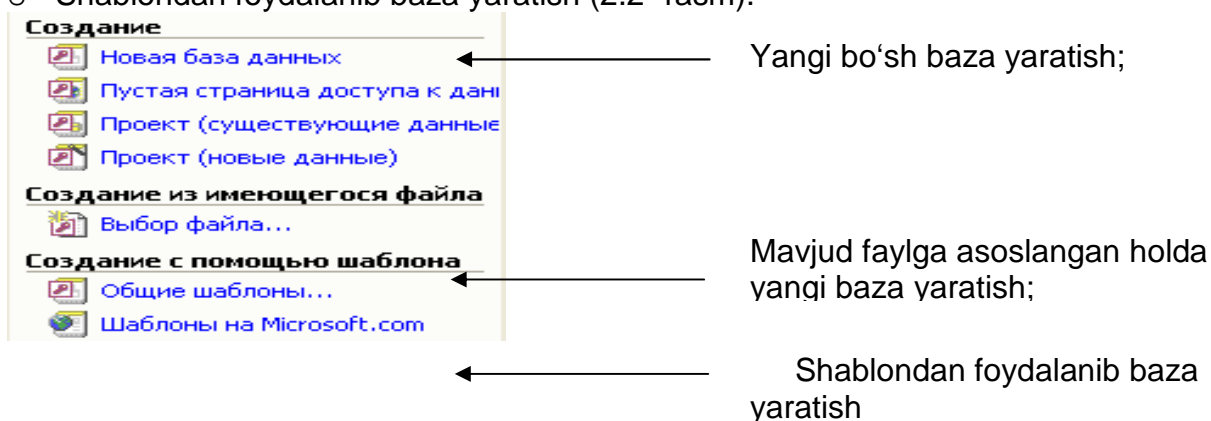 o Shablondan foydalanib baza yaratish (2.2-rasm).
Создание
Новая база данных
Пустая страница доступа к дан
Проект (существующие данные
Проект (новые данные)
Создание из имеющегося файла
Выбор файла...
Создание с помощью шаблона
Общие шаблоны...
Шаблоны на Microsoft.com
Yangi bo‘sh baza yaratish;
Mavjud faylga asoslangan holda
yangi baza yaratish;
Shablondan foydalanib baza
yaratish